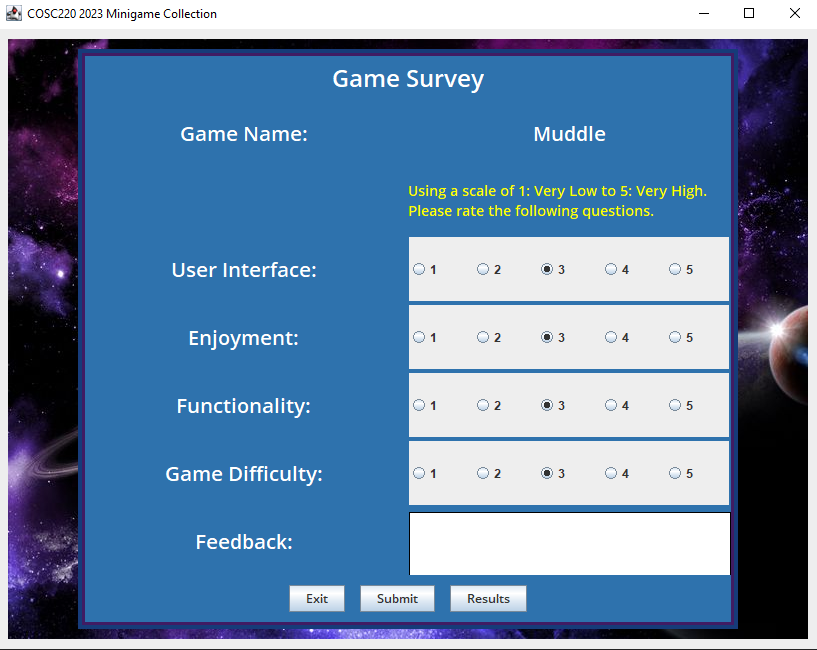 COSC220 2023 Minigame Collection
Game Survey
Game Name: Muddle
Using a scale of 1: Very Low to 5: Very High.
Please rate the following questions.
User Interface: 1 2 3 4 5
Enjoyment: 1 2 3 4 5
Functionality: 1 2 3 4 5
Game Difficulty: 1 2 3 4 5
Feedback:
Exit Submit Results